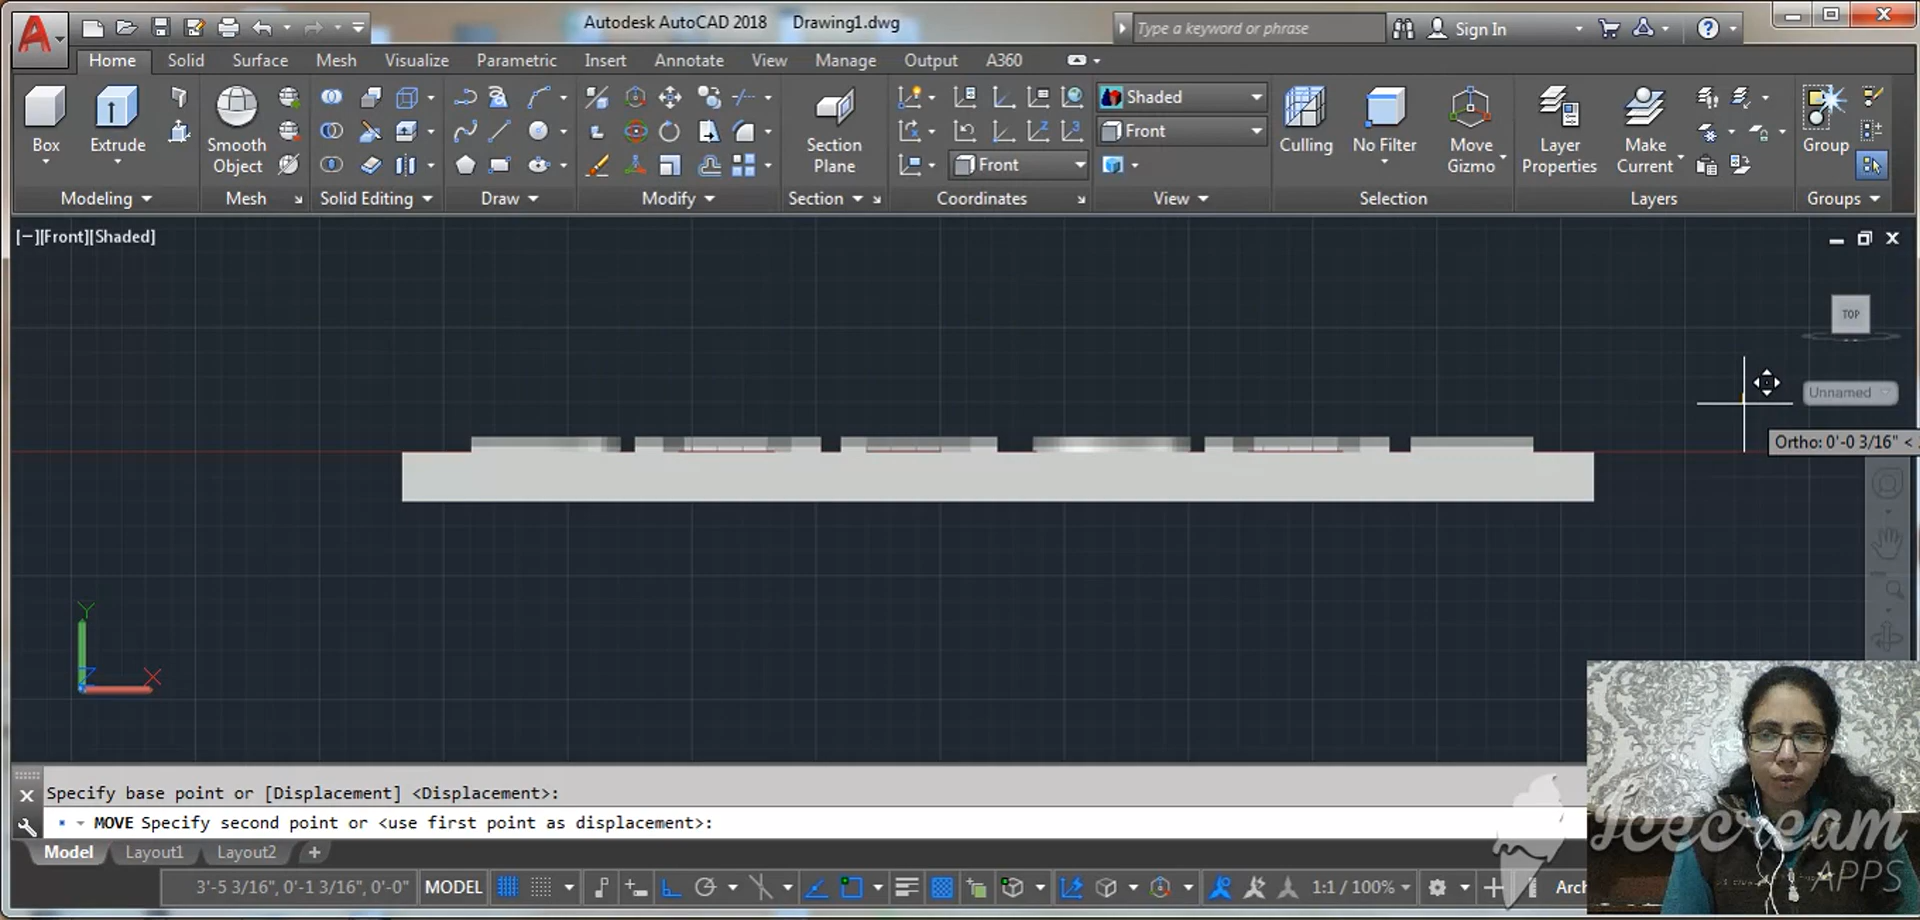 Autodesk AutoCAD 2018 Drawing1.dwg
Type a keyword or phrase
Sign In
Home Solid Surface Mesh Visualize Parametric Insert Annotate View Manage Output A360
Box
Extrude
Smooth Object
Section Plane
Shaded
Front
Front
Culling
No Filter
Move Gizmo
Layer Properties
Make Current
Group
Modeling Mesh Solid Editing Draw Modify Section Coordinates View Selection Layers Groups
[−][Front][Shaded]
TOP
Unnamed
Ortho: 0'-0 3/16" <
Y
Z
X
Specify base point or [Displacement] <Displacement>:
MOVE Specify second point or <use first point as displacement>:
Model Layout1 Layout2 +
3'-5 3/16", 0'-1 3/16", 0'-0" MODEL 1:1 / 100% Arc
Icecream
APPS